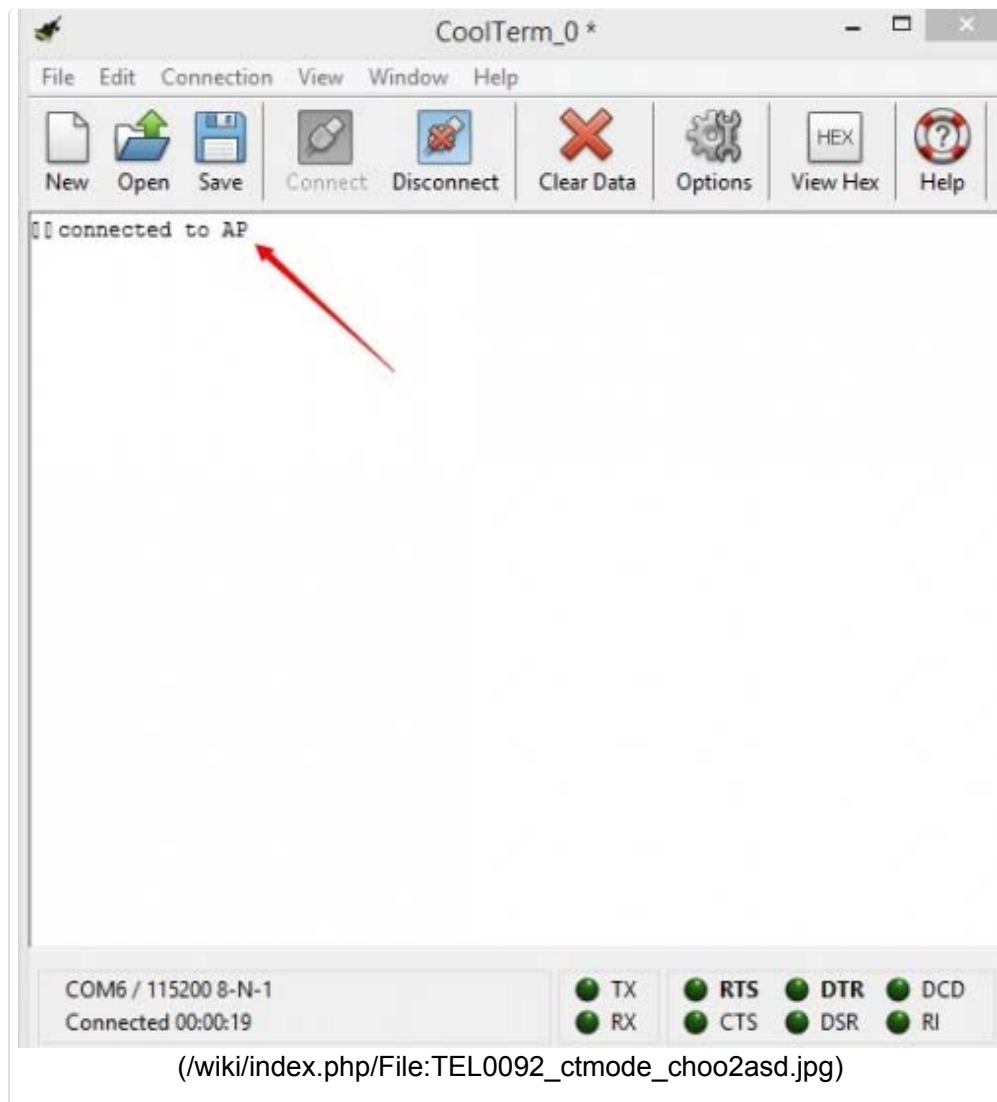 CoolTerm_0 *
File Edit Connection View Window Help
HEX
New Open Save Connect Disconnect Clear Data Options View Hex Help
connected to AP
COM6 / 115200 8-N-1
Connected 00:00:19
TX RTS DTR DCD
RX CTS DSR RI
(/wiki/index.php/File:TEL0092_ctmode_choo2asd.jpg)